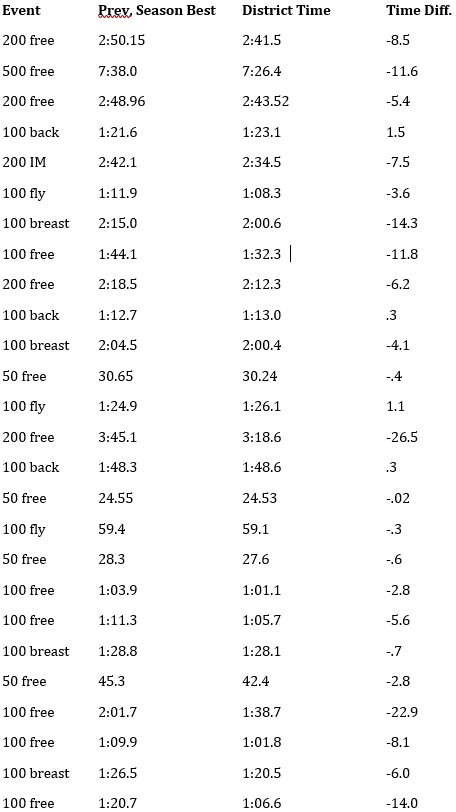 Event Prev, Season Best District Time Time Diff.
200 free 2:50.15 2:41.5 -8.5
500 free 7:38.0 7:26.4 -11.6
200 free 2:48.96 2:43.52 -5.4
100 back 1:21.6 1:23.1 1.5
200 IM 2:42.1 2:34.5 -7.5
100 fly 1:11.9 1:08.3 -3.6
100 breast 2:15.0 2:00.6 -14.3
100 free 1:44.1 1:32.3 -11.8
200 free 2:18.5 2:12.3 -6.2
100 back 1:12.7 1:13.0 .3
100 breast 2:04.5 2:00.4 -4.1
50 free 30.65 30.24 -.4
100 fly 1:24.9 1:26.1 1.1
200 free 3:45.1 3:18.6 -26.5
100 back 1:48.3 1:48.6 .3
50 free 24.55 24.53 -.02
100 fly 59.4 59.1 -.3
50 free 28.3 27.6 -.6
100 free 1:03.9 1:01.1 -2.8
100 free 1:11.3 1:05.7 -5.6
100 breast 1:28.8 1:28.1 -.7
50 free 45.3 42.4 -2.8
100 free 2:01.7 1:38.7 -22.9
100 free 1:09.9 1:01.8 -8.1
100 breast 1:26.5 1:20.5 -6.0
100 free 1:20.7 1:06.6 -14.0